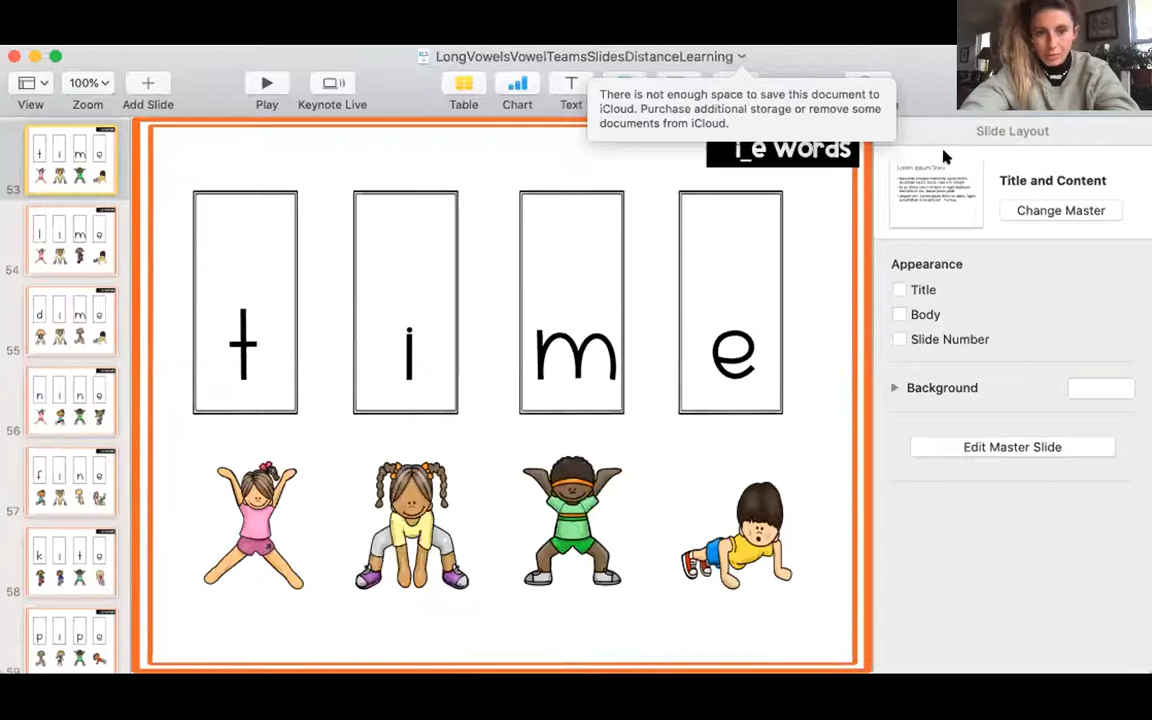 LongVowelsVowelTeamsSlidesDistanceLearning
100%
View
Zoom
Add Slide
Play
Keynote Live
Table
Chart
Text
There is not enough space to save this document to
iCloud. Purchase additional storage or remove some
documents from iCloud.
Slide Layout
i_e words
t i m e
53
t i m e
54
l i m e
55
d i m e
56
n i n e
57
f i n e
58
k i t e
59
p i p e
Title and Content
Change Master
Appearance
Title
Body
Slide Number
Background
Edit Master Slide